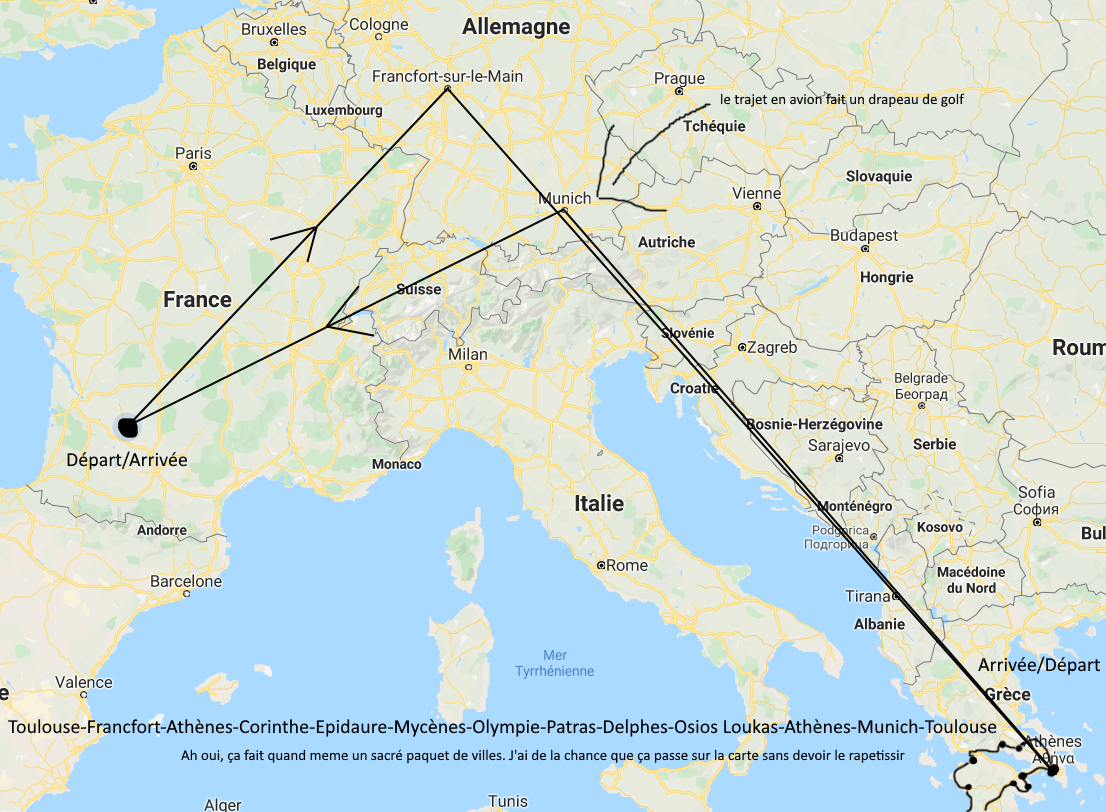 Allemagne
Bruxelles
Cologne
Belgique
Francfort-sur-le-Main
Prague
le trajet en avion fait un drapeau de golf
Luxembourg
Tchéquie
Paris
Slovaquie
Munich
Vienne
Budapest
Autriche
Hongrie
France
Suisse
Slovénie
Zagreb
Roum
Milan
Croatie
Belgrade
Београд
Bosnie-Herzégovine
Sarajevo
Serbie
Départ/Arrivée
Monaco
Italie
Monténégro
Sofia
София
Andorre
Podgorica
Подгорица
Kosovo
Bul
Rome
Macédoine
du Nord
Barcelone
Tirana
Albanie
Mer
Tyrrhénienne
Arrivée/Départ
Valence
e
Grèce
Toulouse-Francfort-Athènes-Corinthe-Epidaure-Mycènes-Olympie-Patras-Delphes-Osios Loukas-Athènes-Munich-Toulouse
Athènes
Αθήνα
Ah oui, ça fait quand meme un sacré paquet de villes. J'ai de la chance que ça passe sur la carte sans devoir le rapetissir
Alger
Tunis